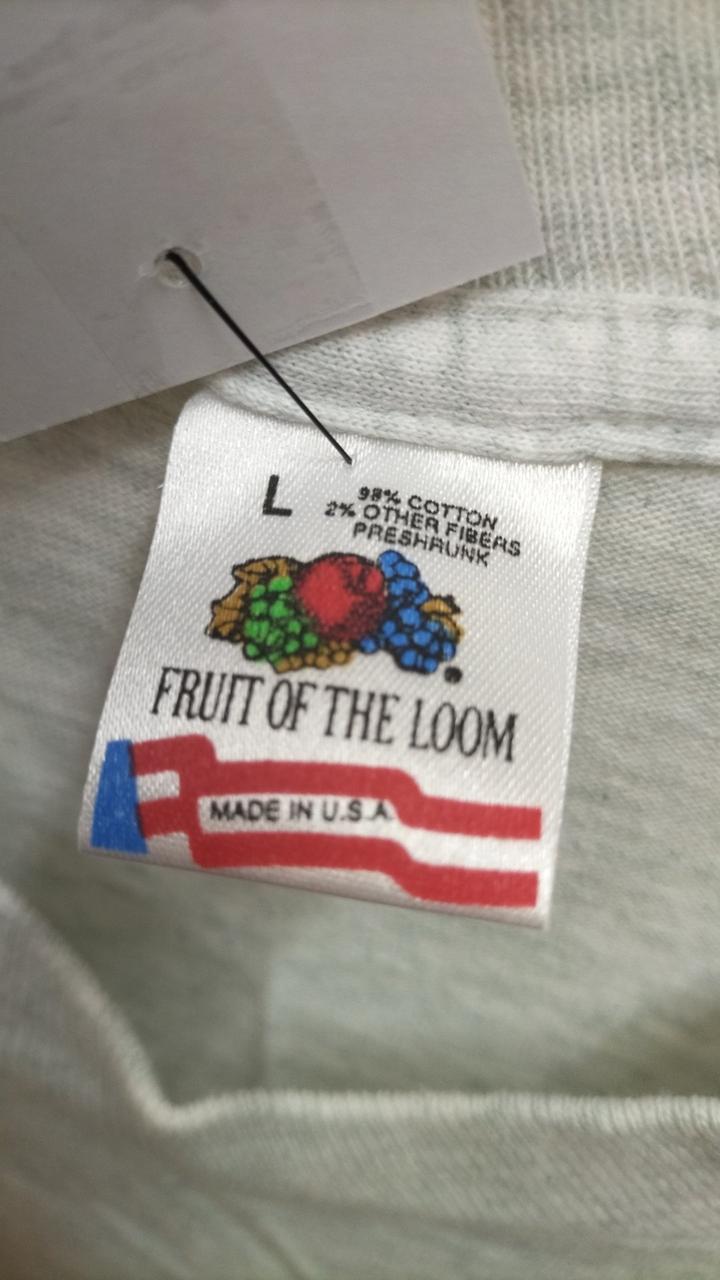 L
98% COTTON
2% OTHER FIBERS
PRESHRUNK
FRUIT OF THE LOOM
MADE IN U.S.A.